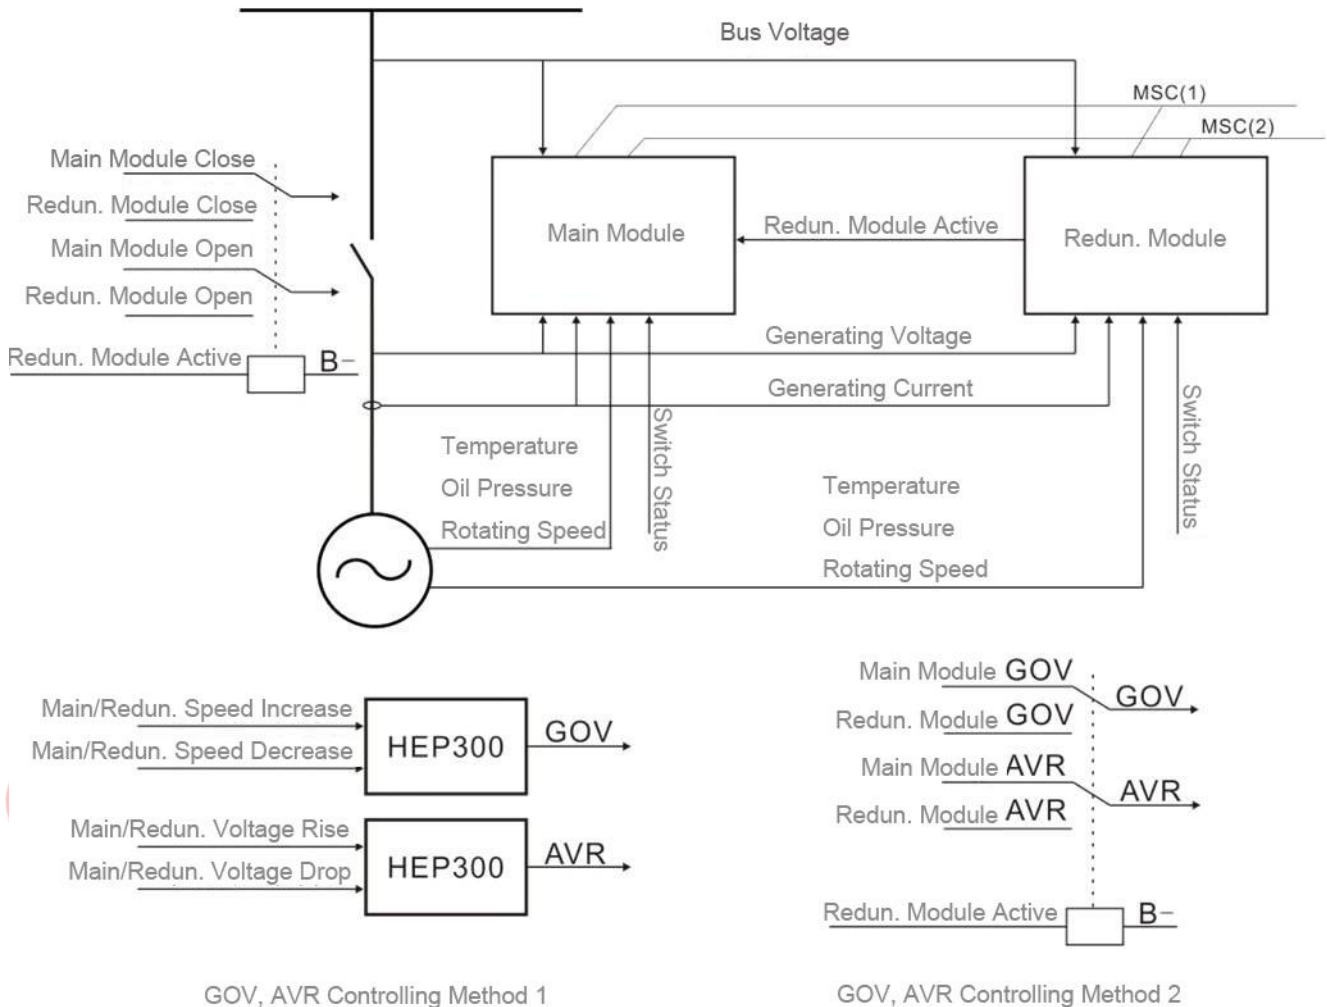 Bus Voltage
MSC(1)
MSC(2)
Main Module Close
Redun. Module Close
Main Module Open
Redun. Module Open
Redun. Module Active
B-
Main Module
Redun. Module Active
Redun. Module
Generating Voltage
Generating Current
Switch Status
Switch Status
Temperature
Oil Pressure
Rotating Speed
Temperature
Oil Pressure
Rotating Speed
Main/Redun. Speed Increase
Main/Redun. Speed Decrease
HEP300
GOV
Main/Redun. Voltage Rise
Main/Redun. Voltage Drop
HEP300
AVR
GOV, AVR Controlling Method 1
Main Module GOV
Redun. Module GOV
GOV
Main Module AVR
Redun. Module AVR
AVR
Redun. Module Active
B-
GOV, AVR Controlling Method 2